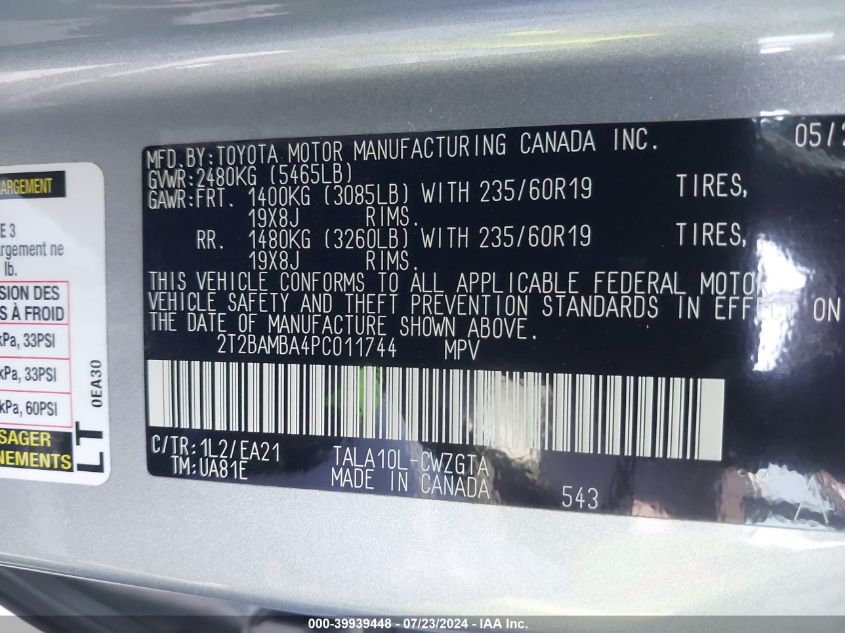 MFD.BY:TOYOTA MOTOR MANUFACTURING CANADA INC. 05/2
GVWR:2480KG (5465LB)
GAWR:FRT. 1400KG (3085LB) WITH 235/60R19 TIRES,
19X8J RIMS.
RR. 1480KG (3260LB) WITH 235/60R19 TIRES,
19X8J RIMS.
THIS VEHICLE CONFORMS TO ALL APPLICABLE FEDERAL MOTOR
VEHICLE SAFETY AND THEFT PREVENTION STANDARDS IN EFFECT ON
THE DATE OF MANUFACTURE SHOWN ABOVE.
2T2BAMBA4PC011744 MPV
C/TR:1L2/EA21 TALA10L-CWZGTA
TM:UA81E MADE IN CANADA 543
A
ARGEMENT
E 3
argement ne
lb.
SION DES
S À FROID
kPa, 33PSI
kPa, 33PSI
kPa, 60PSI
SAGER
NEMENTS
0EA30
LT
000-39939448 - 07/23/2024 - IAA Inc.